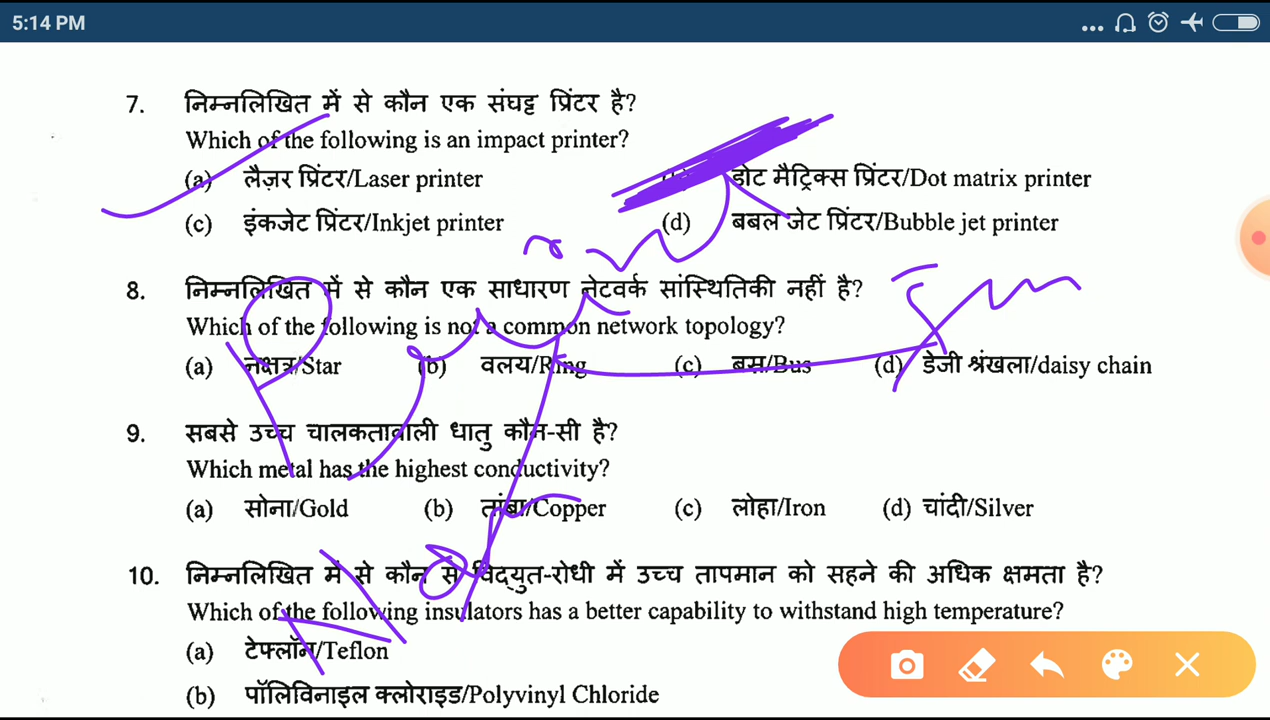 5:14 PM
7. निम्नलिखित में से कौन एक संघट्ट प्रिंटर है?
Which of the following is an impact printer?
(a) लैज़र प्रिंटर/Laser printer डोट मैट्रिक्स प्रिंटर/Dot matrix printer
(c) इंकजेट प्रिंटर/Inkjet printer (d) बबल जेट प्रिंटर/Bubble jet printer
8. निम्नलिखित में से कौन एक साधारण नेटवर्क सांस्थितिकी नहीं है?
Which of the following is not a common network topology?
(a) नक्षत्र/Star (b) वलय/Ring (c) बस/Bus (d) डेजी श्रंखला/daisy chain
9. सबसे उच्च चालकतावाली धातु कौन-सी है?
Which metal has the highest conductivity?
(a) सोना/Gold (b) तांबा/Copper (c) लोहा/Iron (d) चांदी/Silver
10. निम्नलिखित में से कौन से विद्युत-रोधी में उच्च तापमान को सहने की अधिक क्षमता है?
Which of the following insulators has a better capability to withstand high temperature?
(a) टेफ्लॉन/Teflon
(b) पॉलिविनाइल क्लोराइड/Polyvinyl Chloride